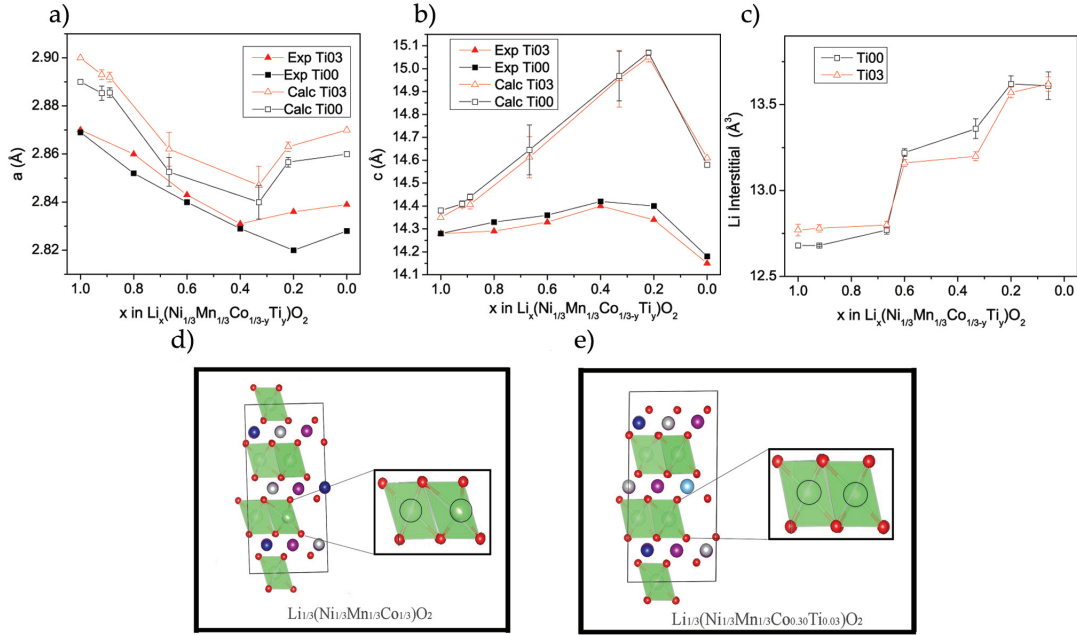 a)
2.90
2.88
2.86
2.84
2.82
a (Å)
1.0 0.8 0.6 0.4 0.2 0.0
x in Liₓ(Ni₁/₃Mn₁/₃Co₁/₃₋yTiy)O₂
Exp Ti03
Exp Ti00
Calc Ti03
Calc Ti00
b)
15.1
15.0
14.9
14.8
14.7
14.6
14.5
14.4
14.3
14.2
14.1
c (Å)
1.0 0.8 0.6 0.4 0.2 0.0
x in Liₓ(Ni₁/₃Mn₁/₃Co₁/₃₋yTiy)O₂
Exp Ti03
Exp Ti00
Calc Ti03
Calc Ti00
c)
13.5
13.0
12.5
Li Interstitial (Å³)
1.0 0.8 0.6 0.4 0.2 0.0
x in Liₓ(Ni₁/₃Mn₁/₃Co₁/₃₋yTiy)O₂
Ti00
Ti03
d)
Li₁/₃(Ni₁/₃Mn₁/₃Co₁/₃)O₂
e)
Li₁/₃(Ni₁/₃Mn₁/₃Co₀.₃₀Ti₀.₀₃)O₂